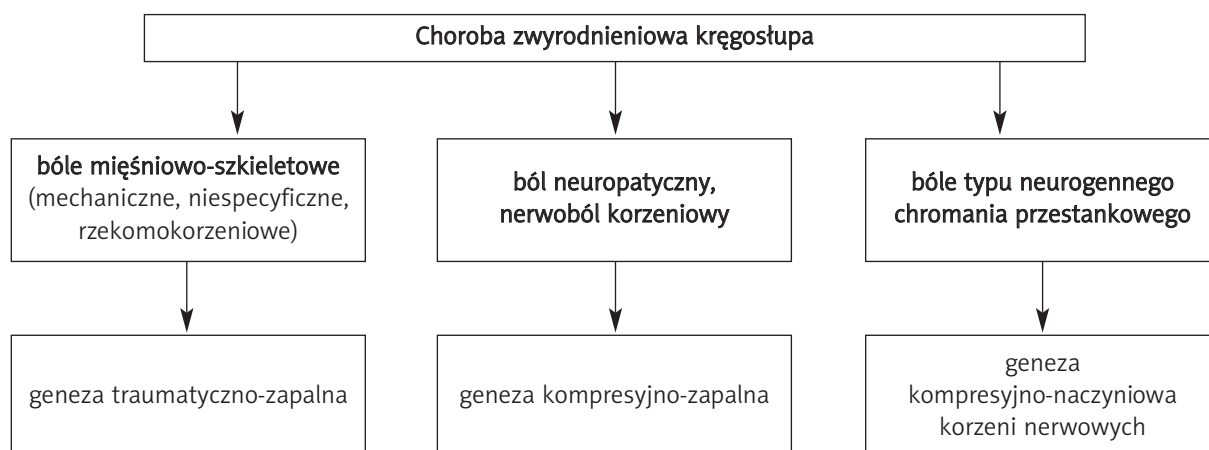 Choroba zwyrodnieniowa kręgosłupa
bóle mięśniowo-szkieletowe
(mechaniczne, niespecyficzne,
rzekomokorzeniowe)
ból neuropatyczny,
nerwoból korzeniowy
bóle typu neurogennego
chromania przestankowego
geneza traumatyczno-zapalna
geneza kompresyjno-zapalna
geneza
kompresyjno-naczyniowa
korzeni nerwowych